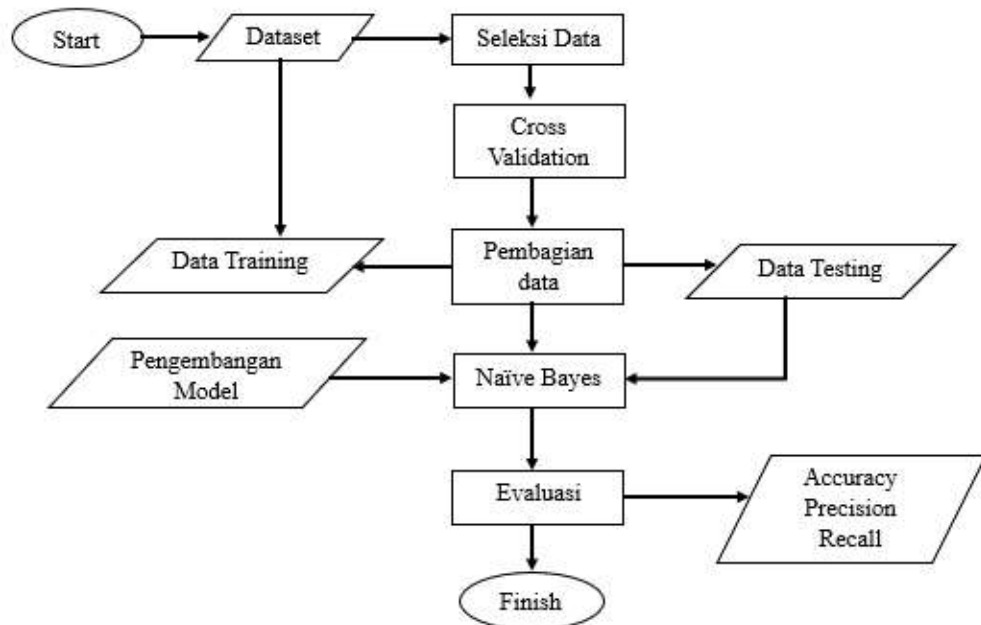 Start
Dataset
Seleksi Data
Cross
Validation
Data Training
Pembagian
data
Data Testing
Pengembangan
Model
Naïve Bayes
Evaluasi
Accuracy
Precision
Recall
Finish